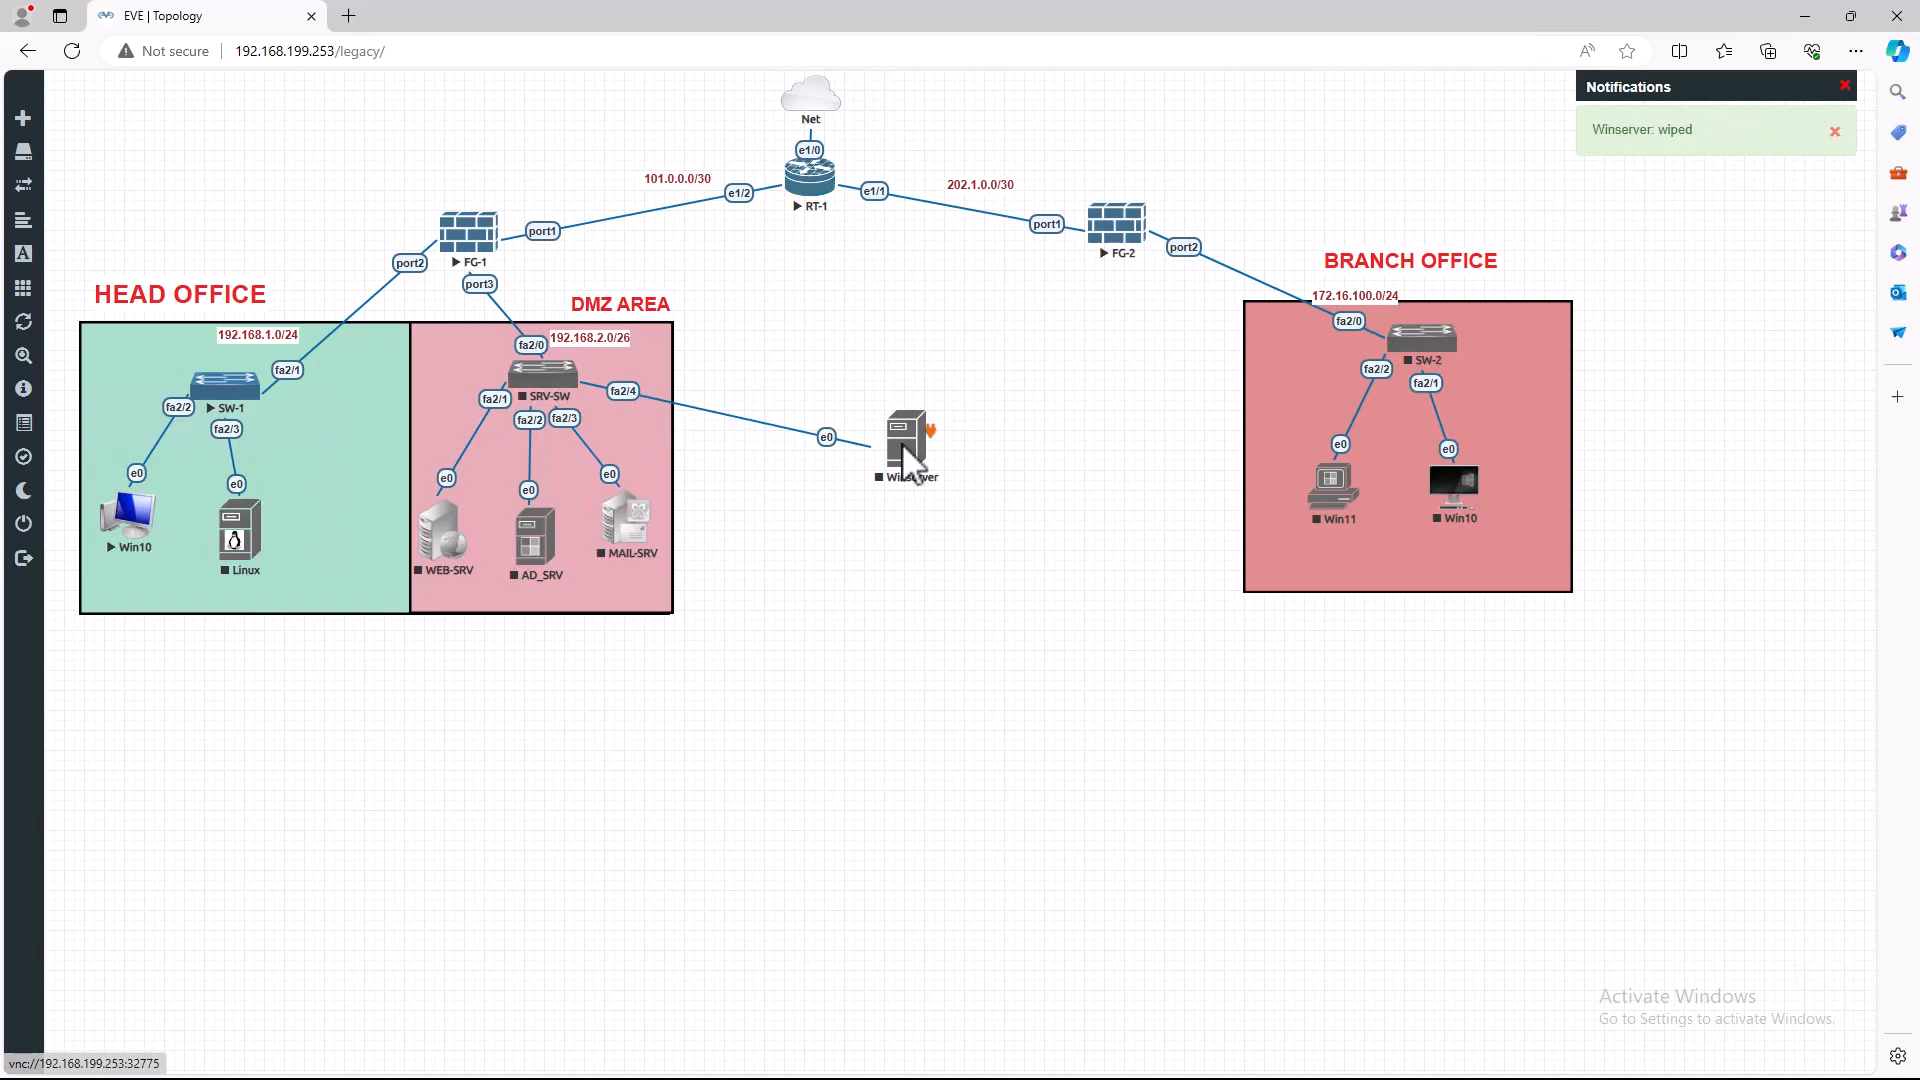 EVE | Topology
Not secure
192.168.199.253/legacy/
Notifications
Winserver: wiped
Net
e1/0
101.0.0.0/30
e1/2
RT-1
e1/1
202.1.0.0/30
port1
FG-1
port2
port3
port1
FG-2
port2
HEAD OFFICE
DMZ AREA
BRANCH OFFICE
192.168.1.0/24
fa2/1
SW-1
fa2/2
fa2/3
e0
e0
Win10
Linux
192.168.2.0/26
fa2/0
SRV-SW
fa2/1
fa2/2
fa2/3
fa2/4
e0
e0
e0
e0
WEB-SRV
AD_SRV
MAIL-SRV
Winserver
172.16.100.0/24
fa2/0
SW-2
fa2/2
fa2/1
e0
e0
Win11
Win10
Activate Windows
Go to Settings to activate Windows.
vnc://192.168.199.253:32775